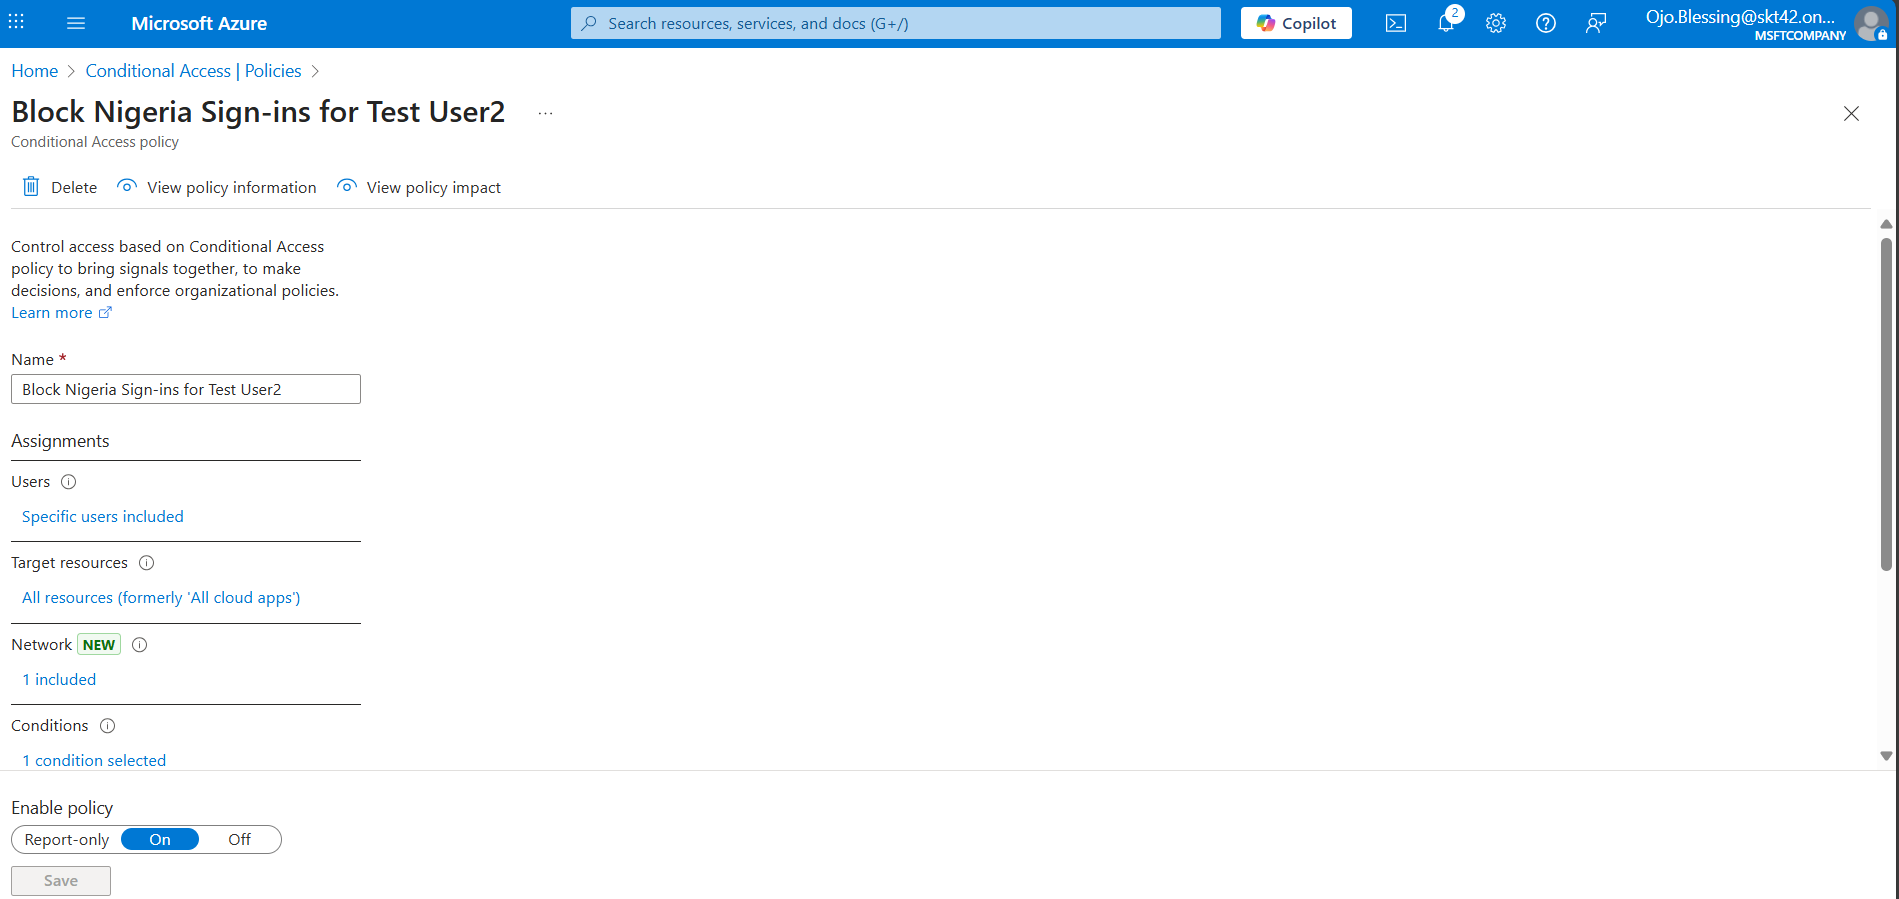 Microsoft Azure
Search resources, services, and docs (G+/)
Copilot
2
Ojo.Blessing@skt42.on...
MSFTCOMPANY
Home > Conditional Access | Policies >
Block Nigeria Sign-ins for Test User2 ...
Conditional Access policy
Delete View policy information View policy impact
Control access based on Conditional Access
policy to bring signals together, to make
decisions, and enforce organizational policies.
Learn more
Name *
Block Nigeria Sign-ins for Test User2
Assignments
Users
Specific users included
Target resources
All resources (formerly 'All cloud apps')
Network NEW
1 included
Conditions
1 condition selected
Enable policy
Report-only On Off
Save